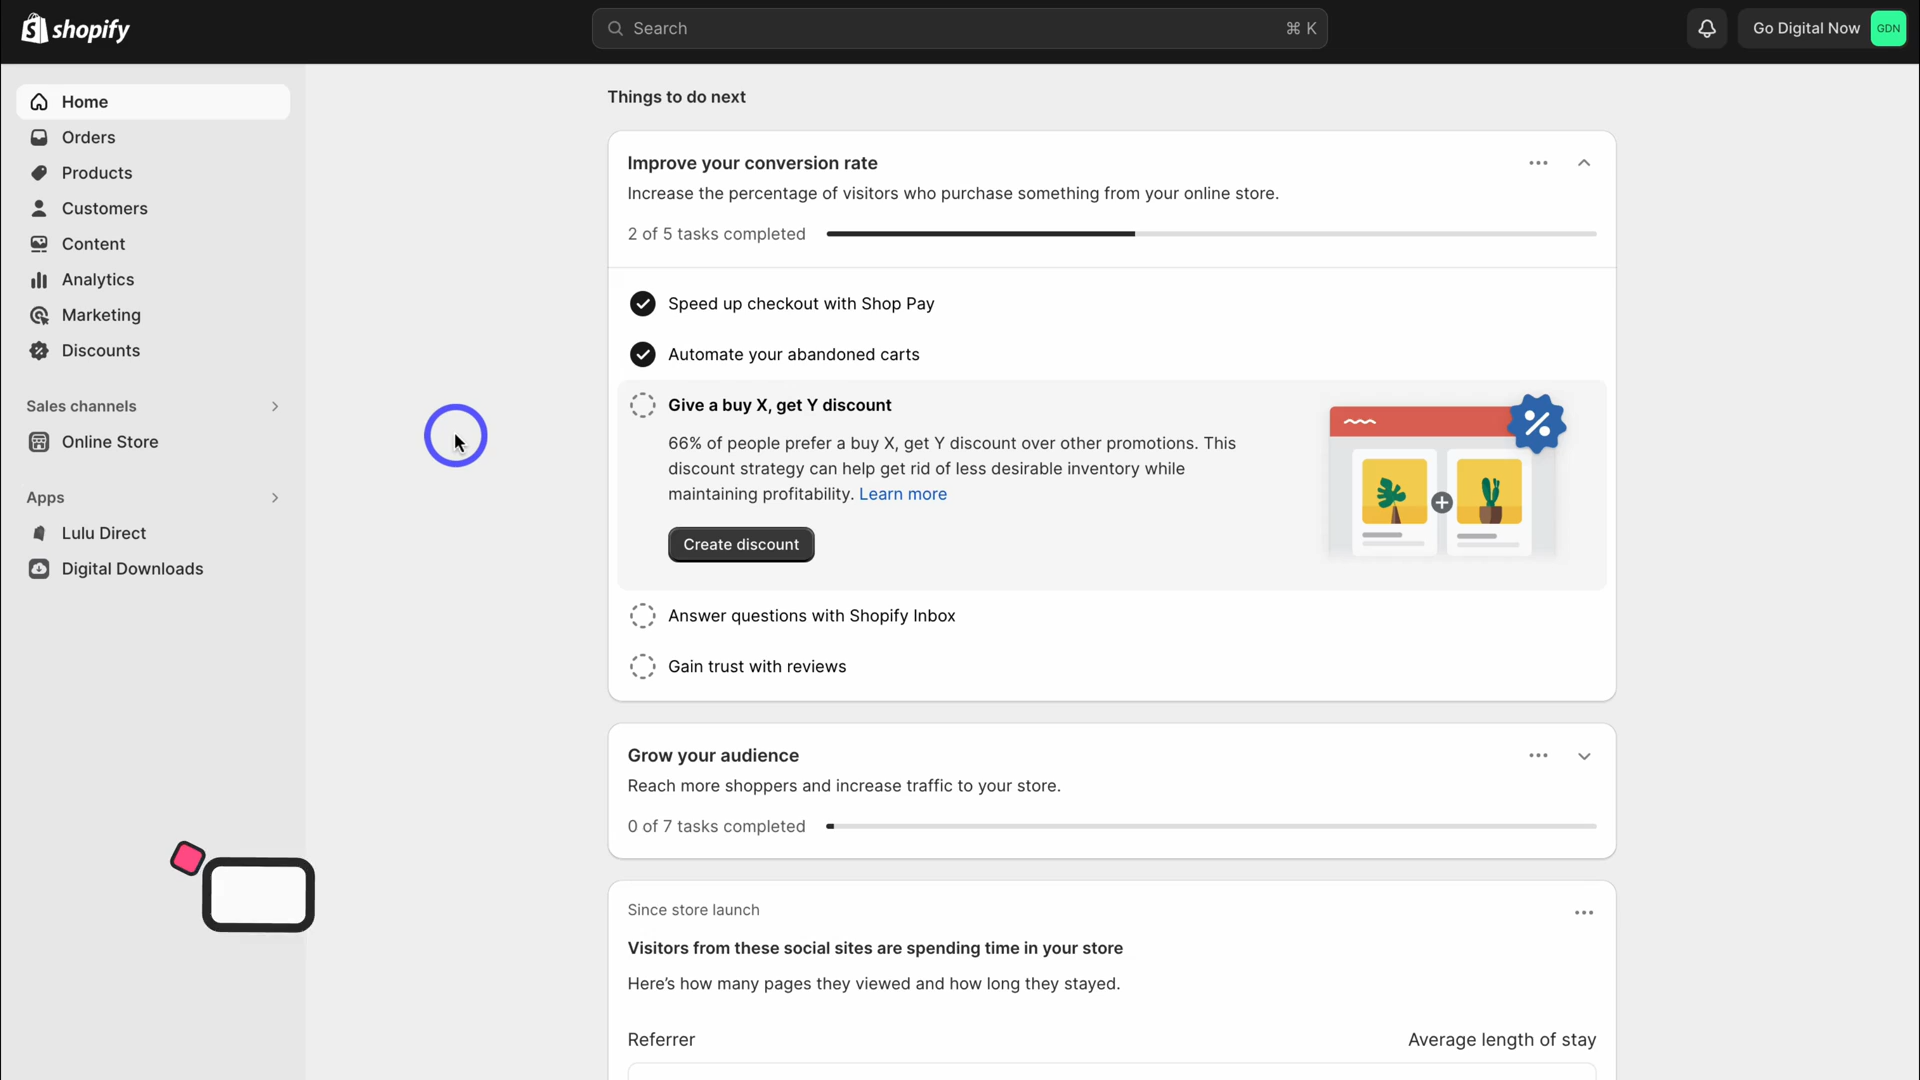 shopify
Search
⌘ K
Go Digital Now
GDN
Home
Orders
Products
Customers
Content
Analytics
Marketing
Discounts
Sales channels
Online Store
Apps
Lulu Direct
Digital Downloads
Things to do next
Improve your conversion rate
Increase the percentage of visitors who purchase something from your online store.
2 of 5 tasks completed
Speed up checkout with Shop Pay
Automate your abandoned carts
Give a buy X, get Y discount
66% of people prefer a buy X, get Y discount over other promotions. This
discount strategy can help get rid of less desirable inventory while
maintaining profitability. Learn more
%
Create discount
Answer questions with Shopify Inbox
Gain trust with reviews
Grow your audience
Reach more shoppers and increase traffic to your store.
0 of 7 tasks completed
Since store launch
Visitors from these social sites are spending time in your store
Here’s how many pages they viewed and how long they stayed.
Referrer
Average length of stay